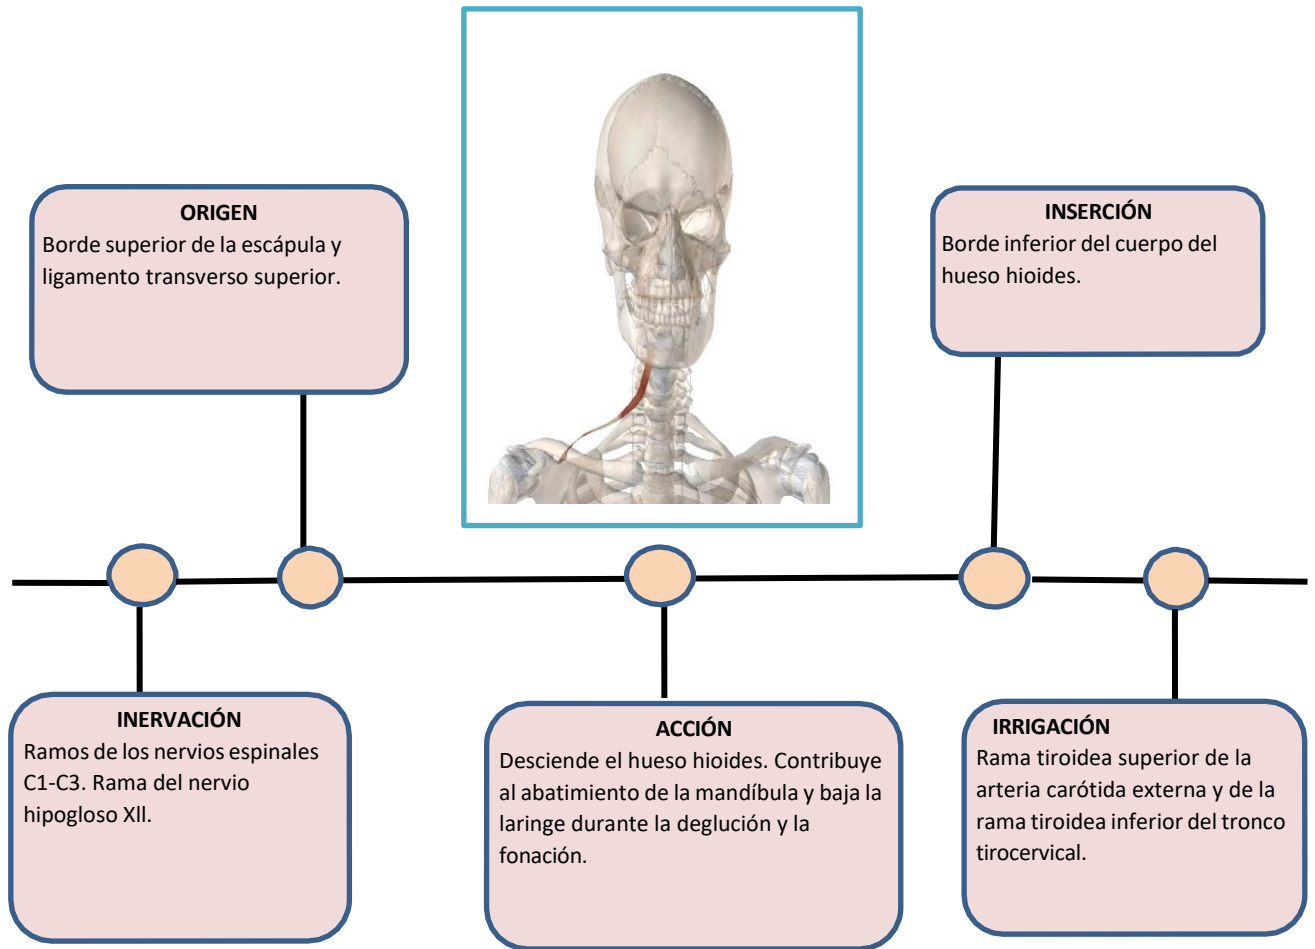 ORIGEN
Borde superior de la escápula y
ligamento transverso superior.
INSERCIÓN
Borde inferior del cuerpo del
hueso hioides.
INERVACIÓN
Ramos de los nervios espinales
C1-C3. Rama del nervio
hipogloso Xll.
ACCIÓN
Desciende el hueso hioides. Contribuye
al abatimiento de la mandíbula y baja la
laringe durante la deglución y la
fonación.
IRRIGACIÓN
Rama tiroidea superior de la
arteria carótida externa y de la
rama tiroidea inferior del tronco
tirocervical.